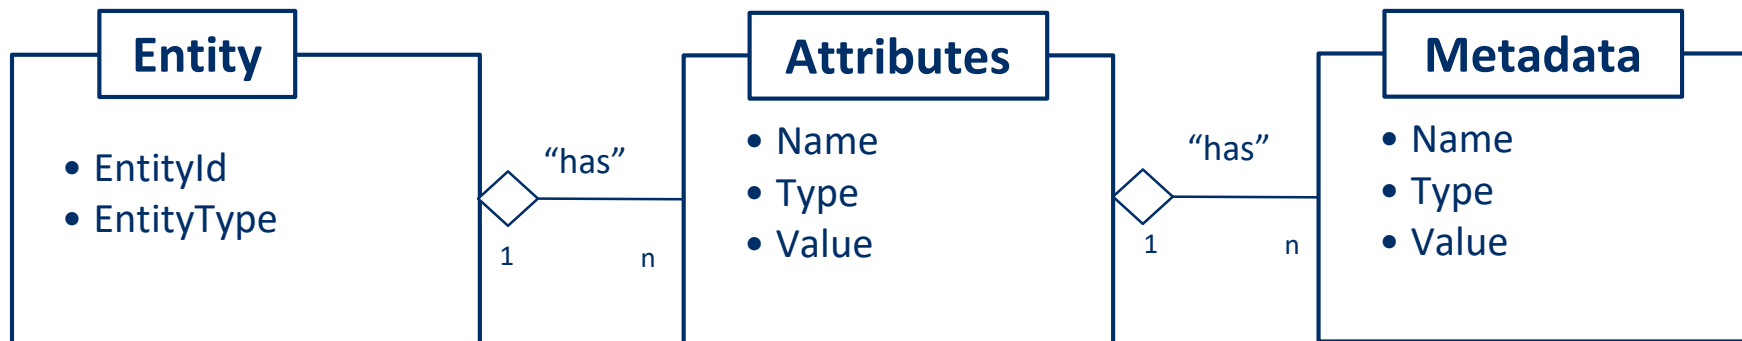 Entity
• EntityId
• EntityType
“has”
1
n
Attributes
• Name
• Type
• Value
“has”
1
n
Metadata
• Name
• Type
• Value